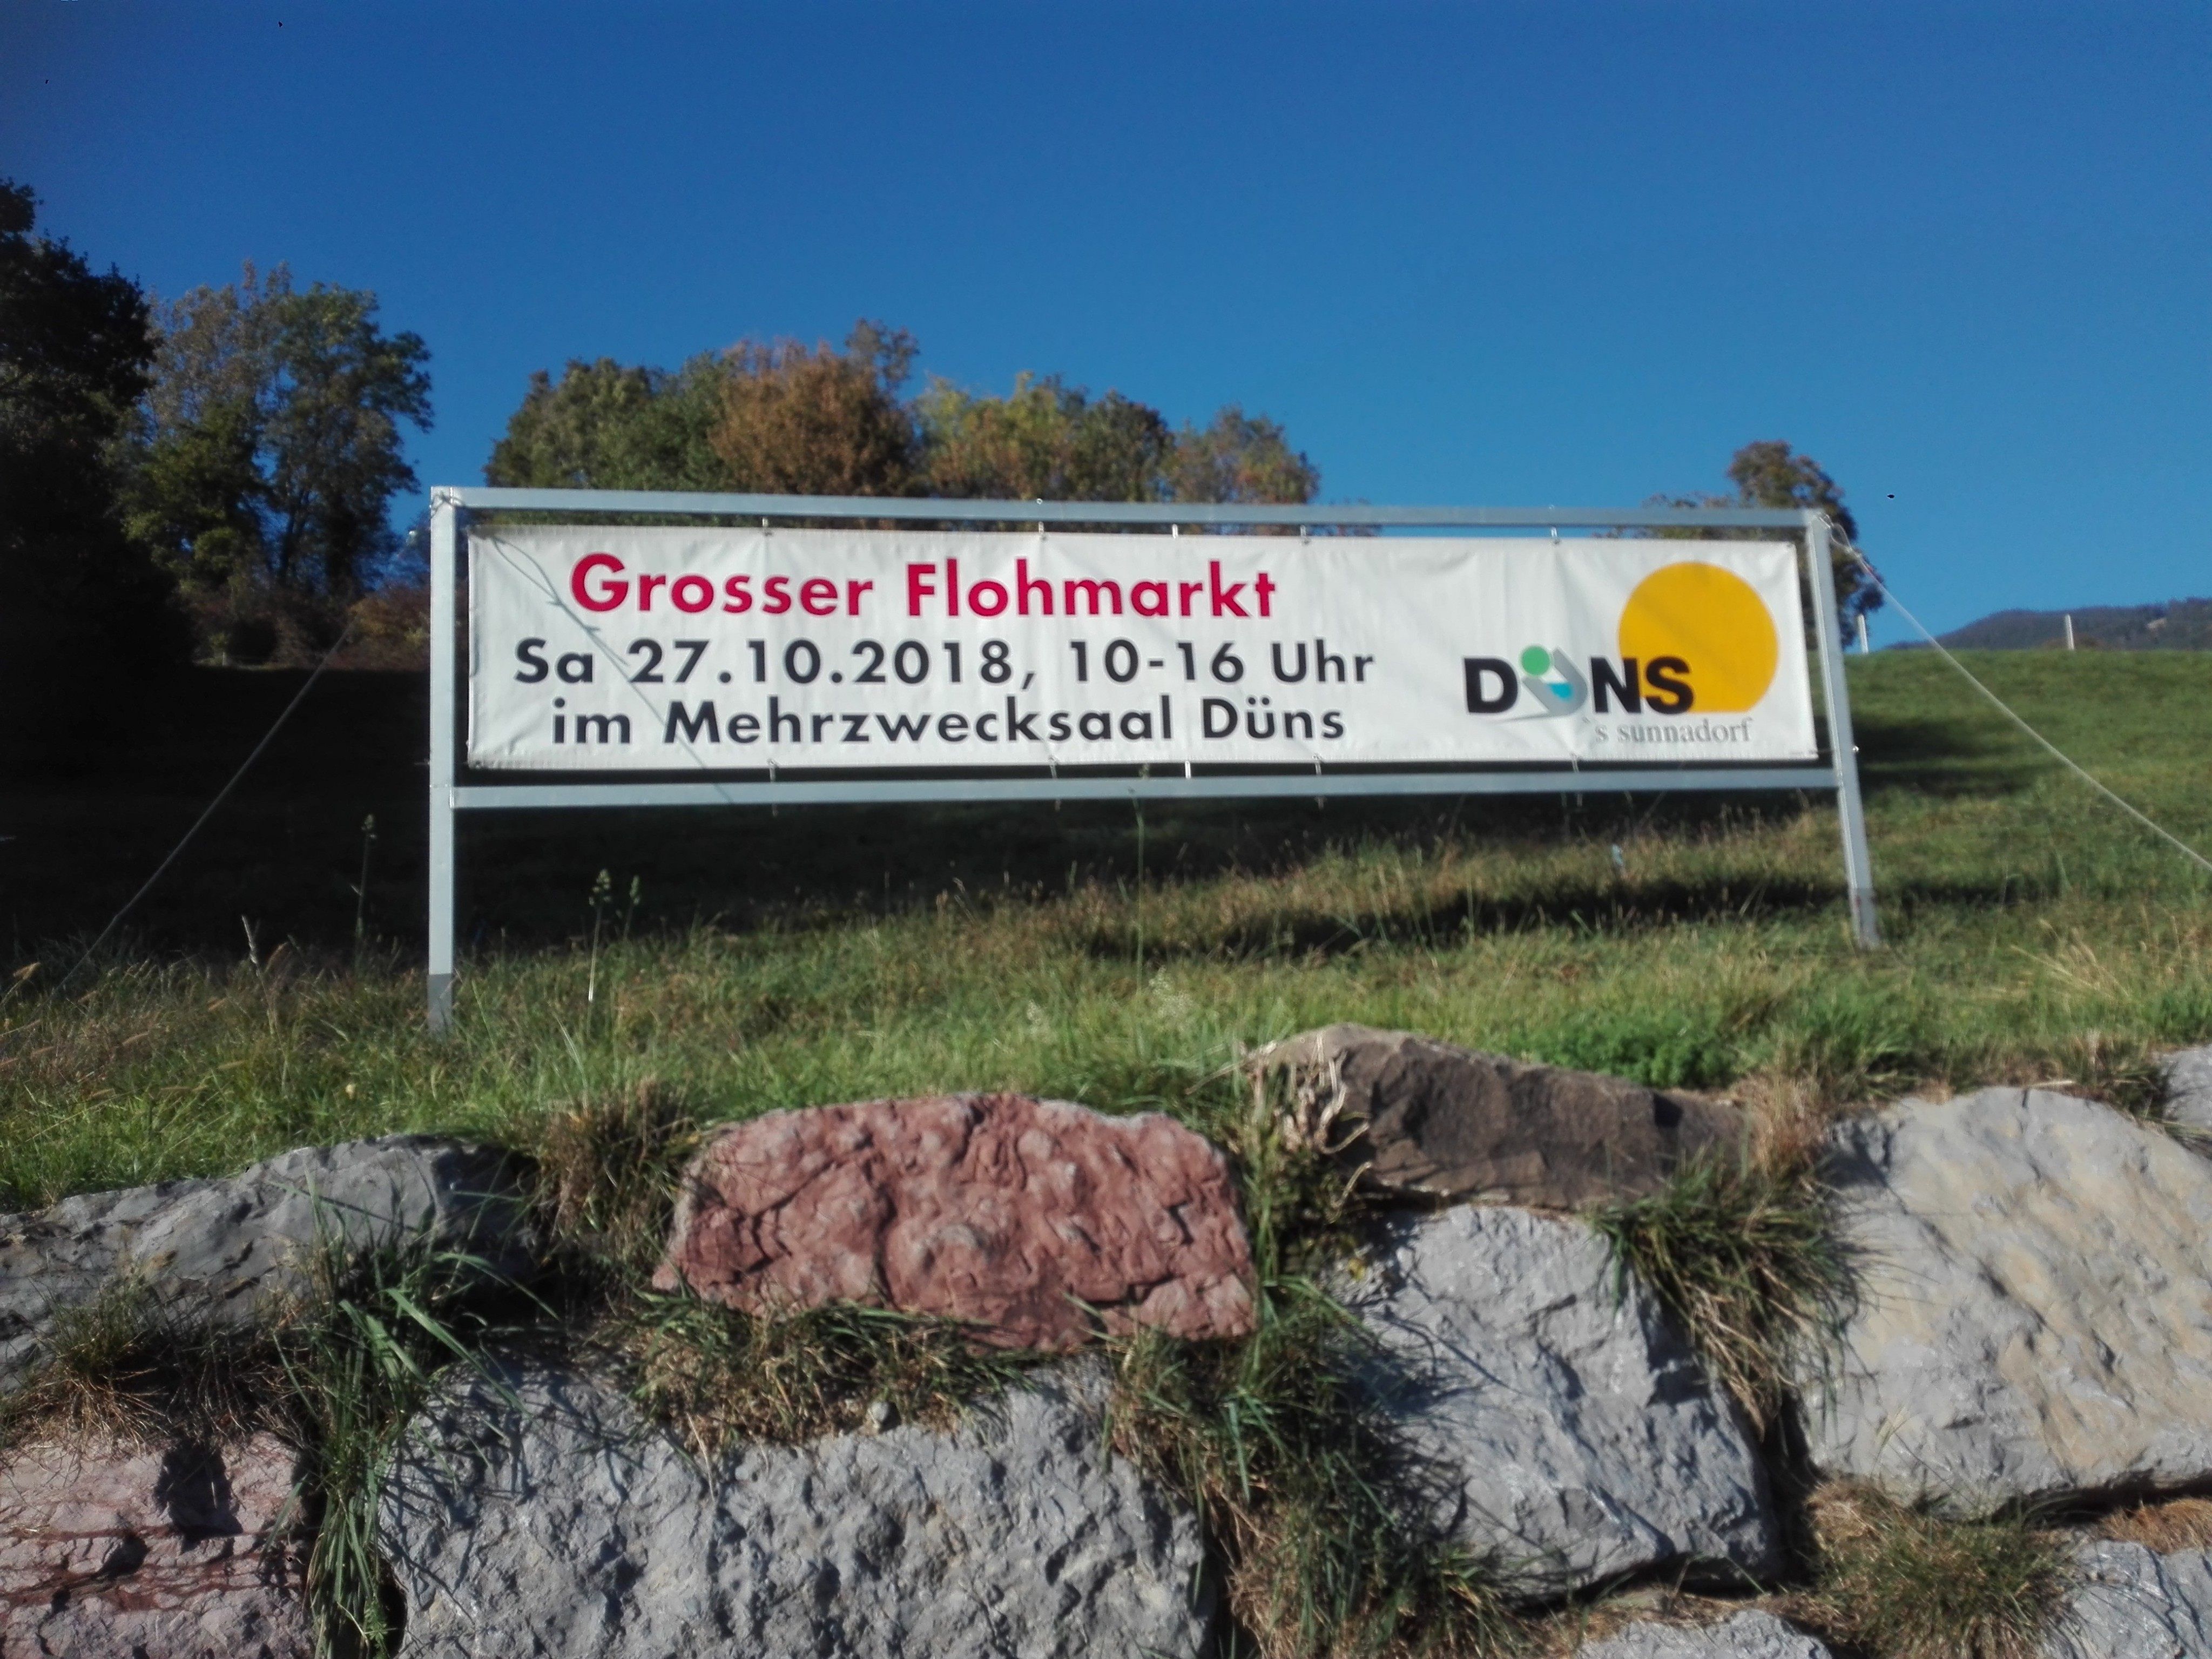 Grosser Flohmarkt
Sa 27.10.2018, 10-16 Uhr
im Mehrzwecksaal Düns
DÜNS
's sunnadorf